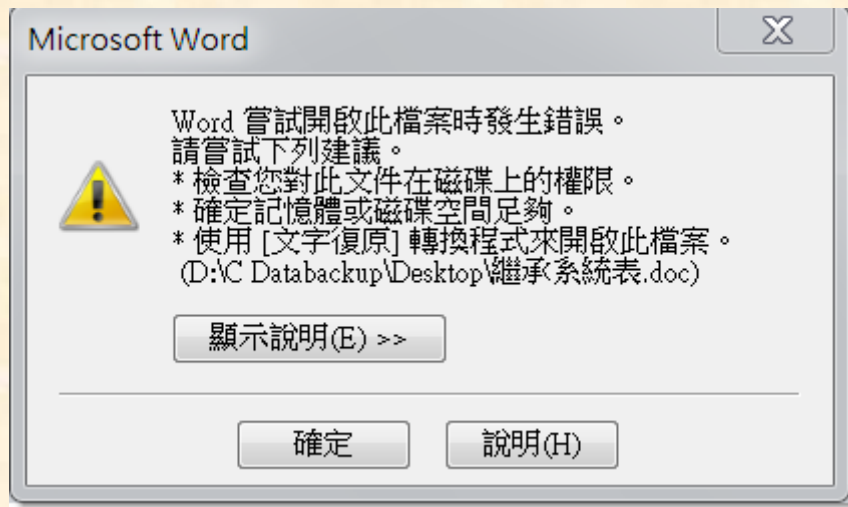 Microsoft Word
Word 嘗試開啟此檔案時發生錯誤。
請嘗試下列建議。
* 檢查您對此文件在磁碟上的權限。
* 確定記憶體或磁碟空間足夠。
* 使用 [文字復原] 轉換程式來開啟此檔案。
(D:\C Databackup\Desktop\繼承系統表.doc)
顯示說明(E) >>
確定
說明(H)